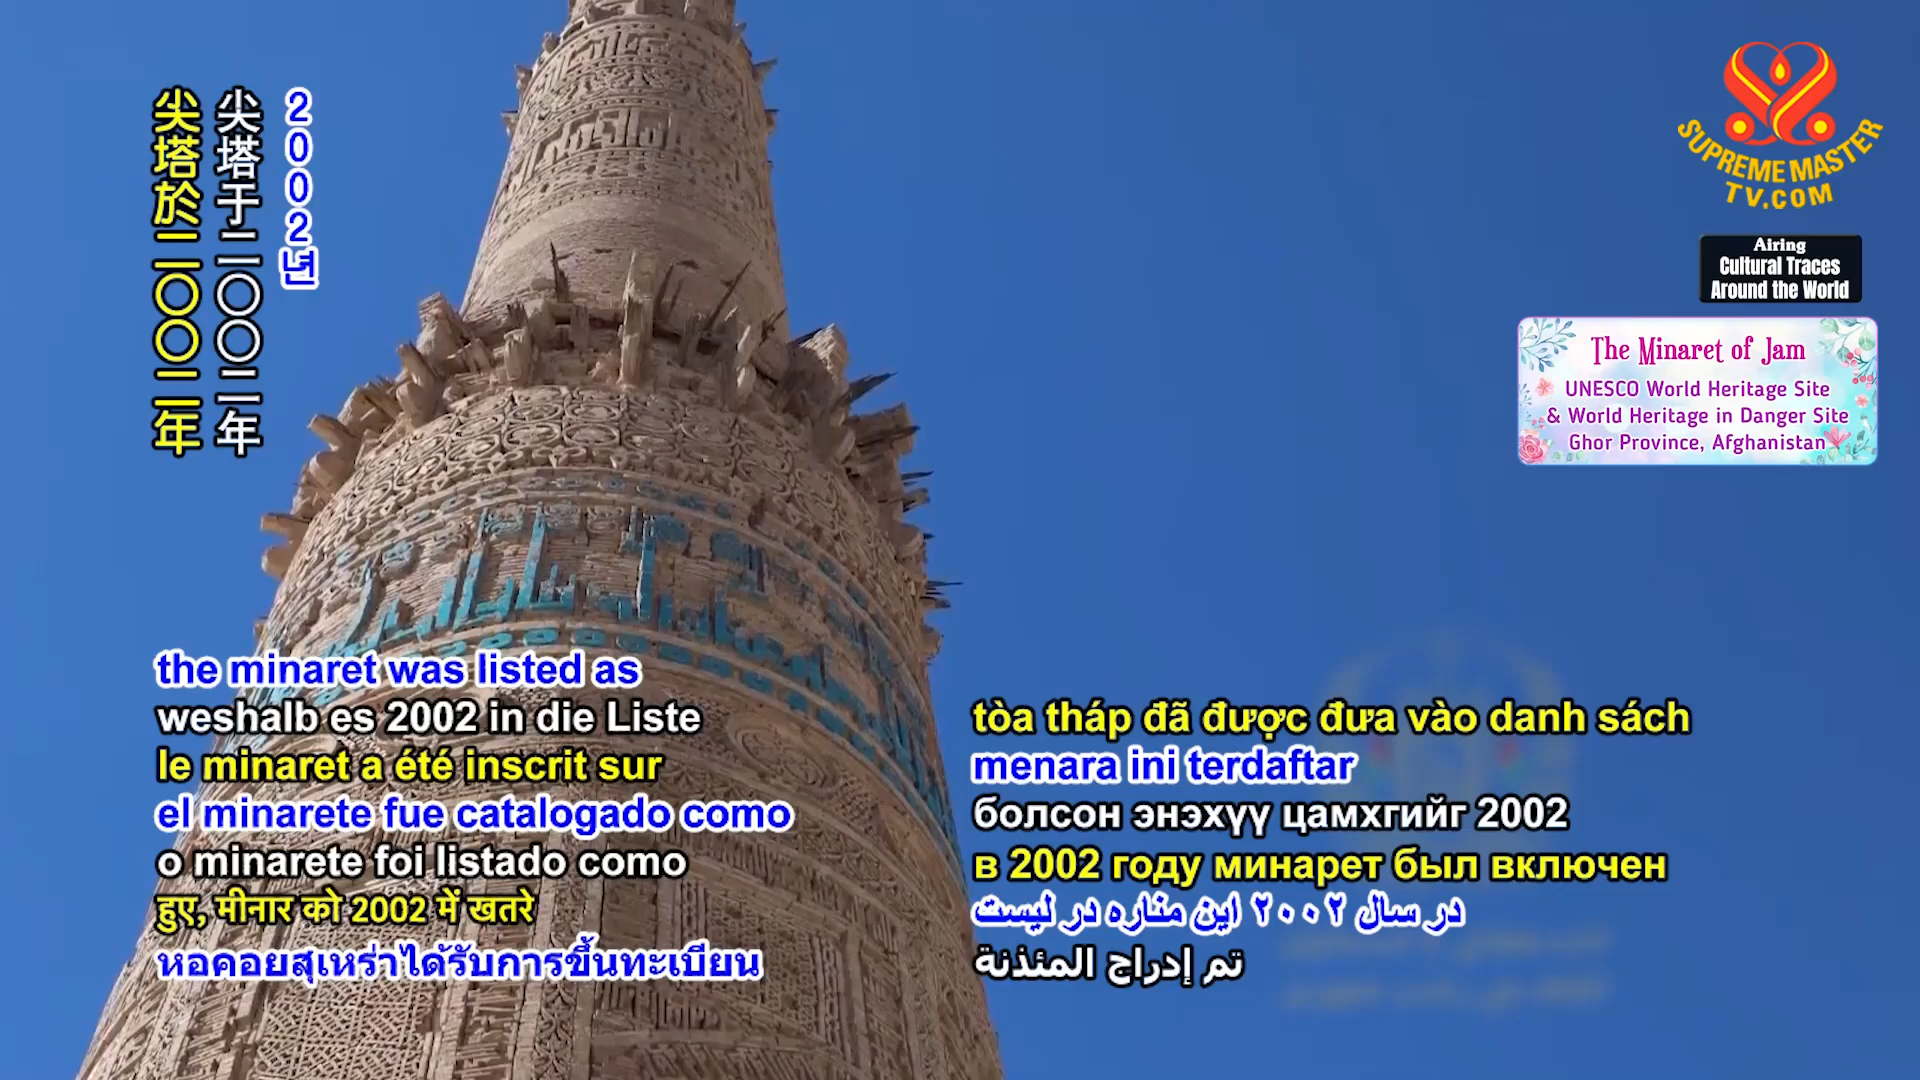 尖塔於二〇〇二年
尖塔于二〇〇二年
2002년
SUPREME MASTER
TV.COM
Airing
Cultural Traces
Around the World
The Minaret of Jam
UNESCO World Heritage Site
& World Heritage in Danger Site
Ghor Province, Afghanistan
the minaret was listed as
weshalb es 2002 in die Liste
le minaret a été inscrit sur
el minarete fue catalogado como
o minarete foi listado como
हुए, मीनार को 2002 में खतरे
หอคอยสุเหร่าได้รับการขึ้นทะเบียน
tòa tháp đã được đưa vào danh sách
menara ini terdaftar
болсон энэхүү цамхгийг 2002
в 2002 году минарет был включен
در سال ۲۰۰۲ این مناره در لیست
تم إدراج المئذنة